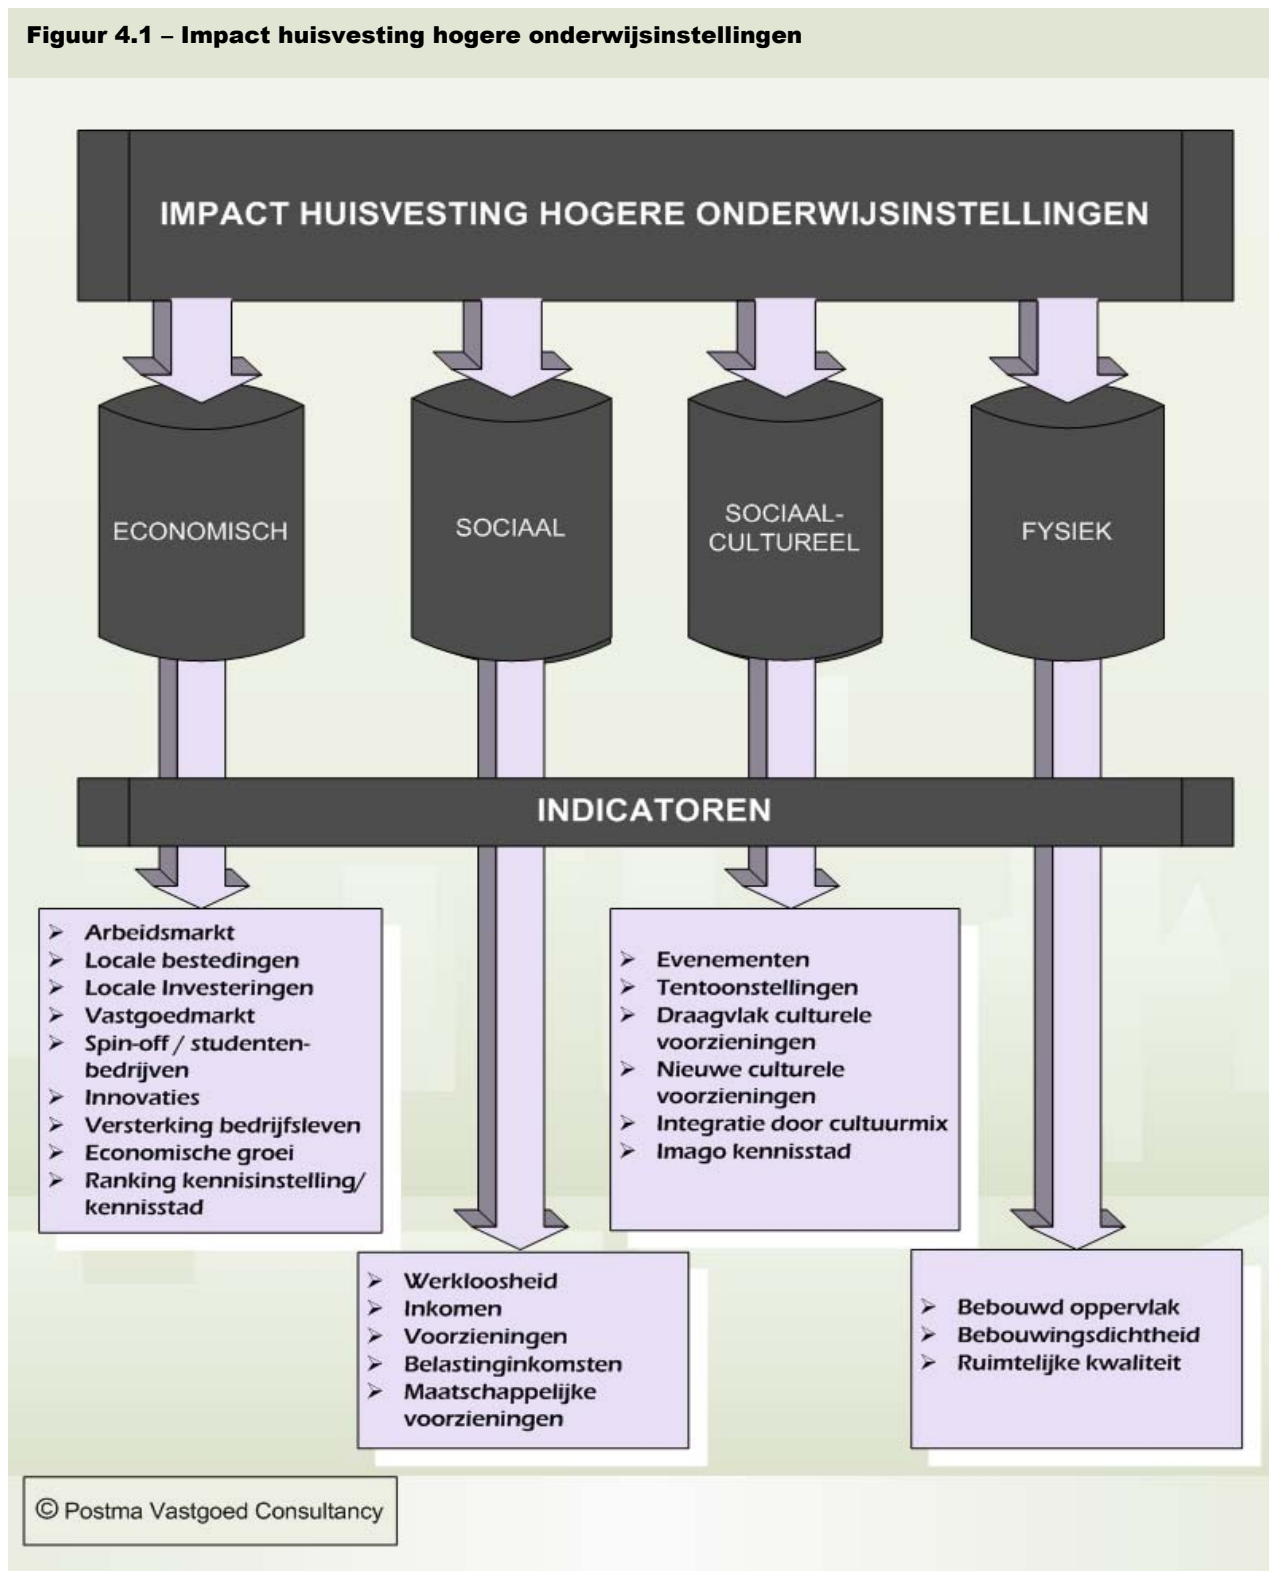 Figuur 4.1 – Impact huisvesting hogere onderwijsinstellingen
IMPACT HUISVESTING HOGERE ONDERWIJSINSTELLINGEN
ECONOMISCH
SOCIAAL
SOCIAAL-
CULTUREEL
FYSIEK
INDICATOREN
➢ Arbeidsmarkt
➢ Locale bestedingen
➢ Locale Investeringen
➢ Vastgoedmarkt
➢ Spin-off / studenten-
bedrijven
➢ Innovaties
➢ Versterking bedrijfsleven
➢ Economische groei
➢ Ranking kennisinstelling/
kennisstad
➢ Werkloosheid
➢ Inkomen
➢ Voorzieningen
➢ Belastinginkomsten
➢ Maatschappelijke
voorzieningen
➢ Evenementen
➢ Tentoonstellingen
➢ Draagvlak culturele
voorzieningen
➢ Nieuwe culturele
voorzieningen
➢ Integratie door cultuurmix
➢ Imago kennisstad
➢ Bebouwd oppervlak
➢ Bebouwingsdichtheid
➢ Ruimtelijke kwaliteit
© Postma Vastgoed Consultancy